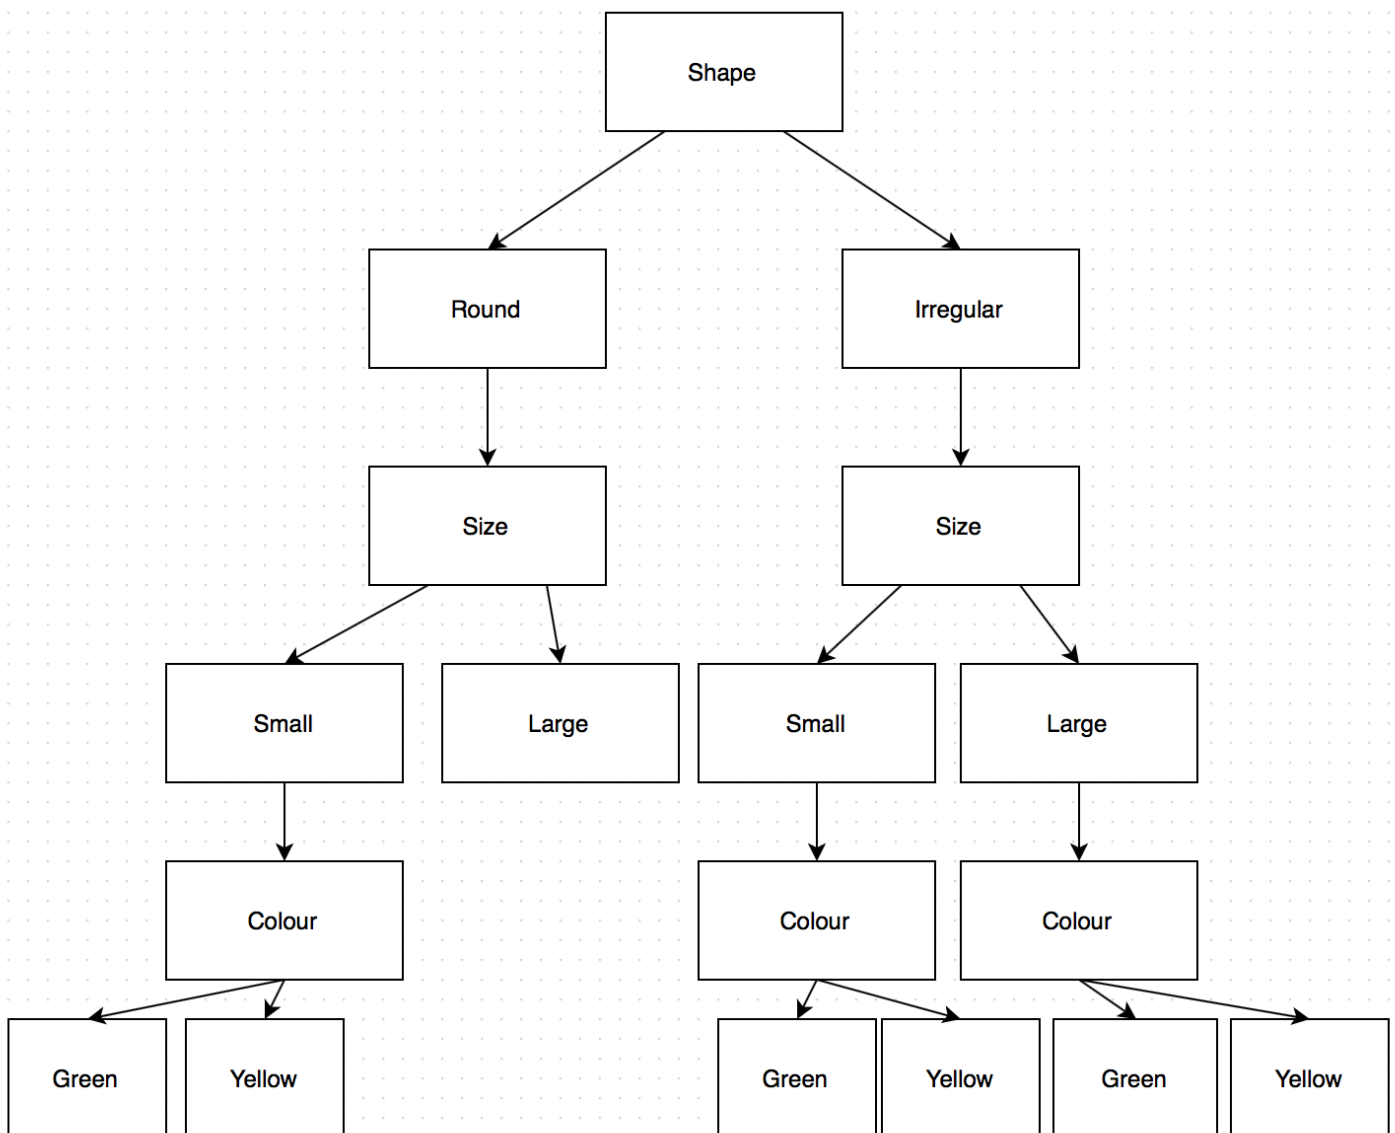 Shape
Round
Irregular
Size
Size
Small
Large
Small
Large
Colour
Colour
Colour
Green
Yellow
Green
Yellow
Green
Yellow